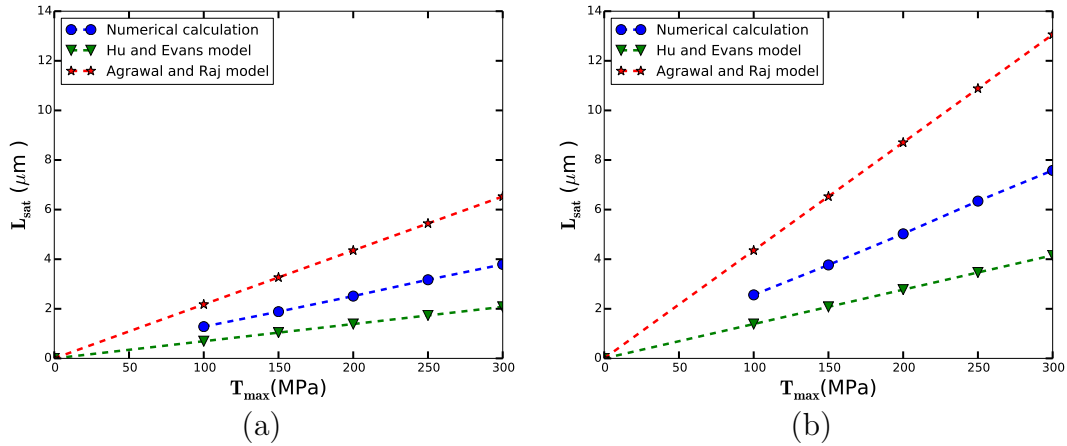 14
12
10
8
6
4
2
0
L_sat (μm)
Numerical calculation
Hu and Evans model
Agrawal and Raj model
0 50 100 150 200 250 300
T_max(MPa)
(a)
14
12
10
8
6
4
2
0
L_sat (μm)
Numerical calculation
Hu and Evans model
Agrawal and Raj model
0 50 100 150 200 250 300
T_max(MPa)
(b)